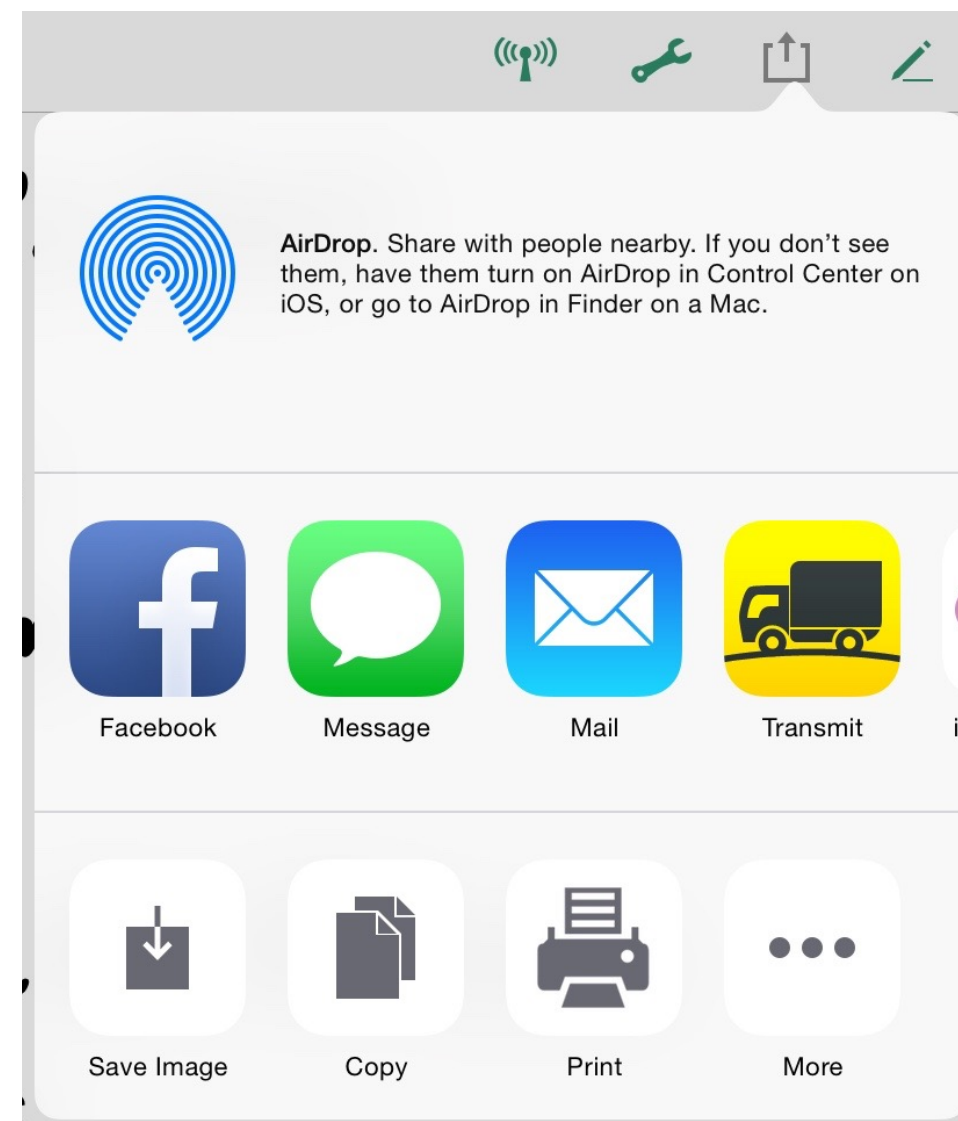 AirDrop. Share with people nearby. If you don't see
them, have them turn on AirDrop in Control Center on
iOS, or go to AirDrop in Finder on a Mac.
Facebook Message Mail Transmit
Save Image Copy Print More